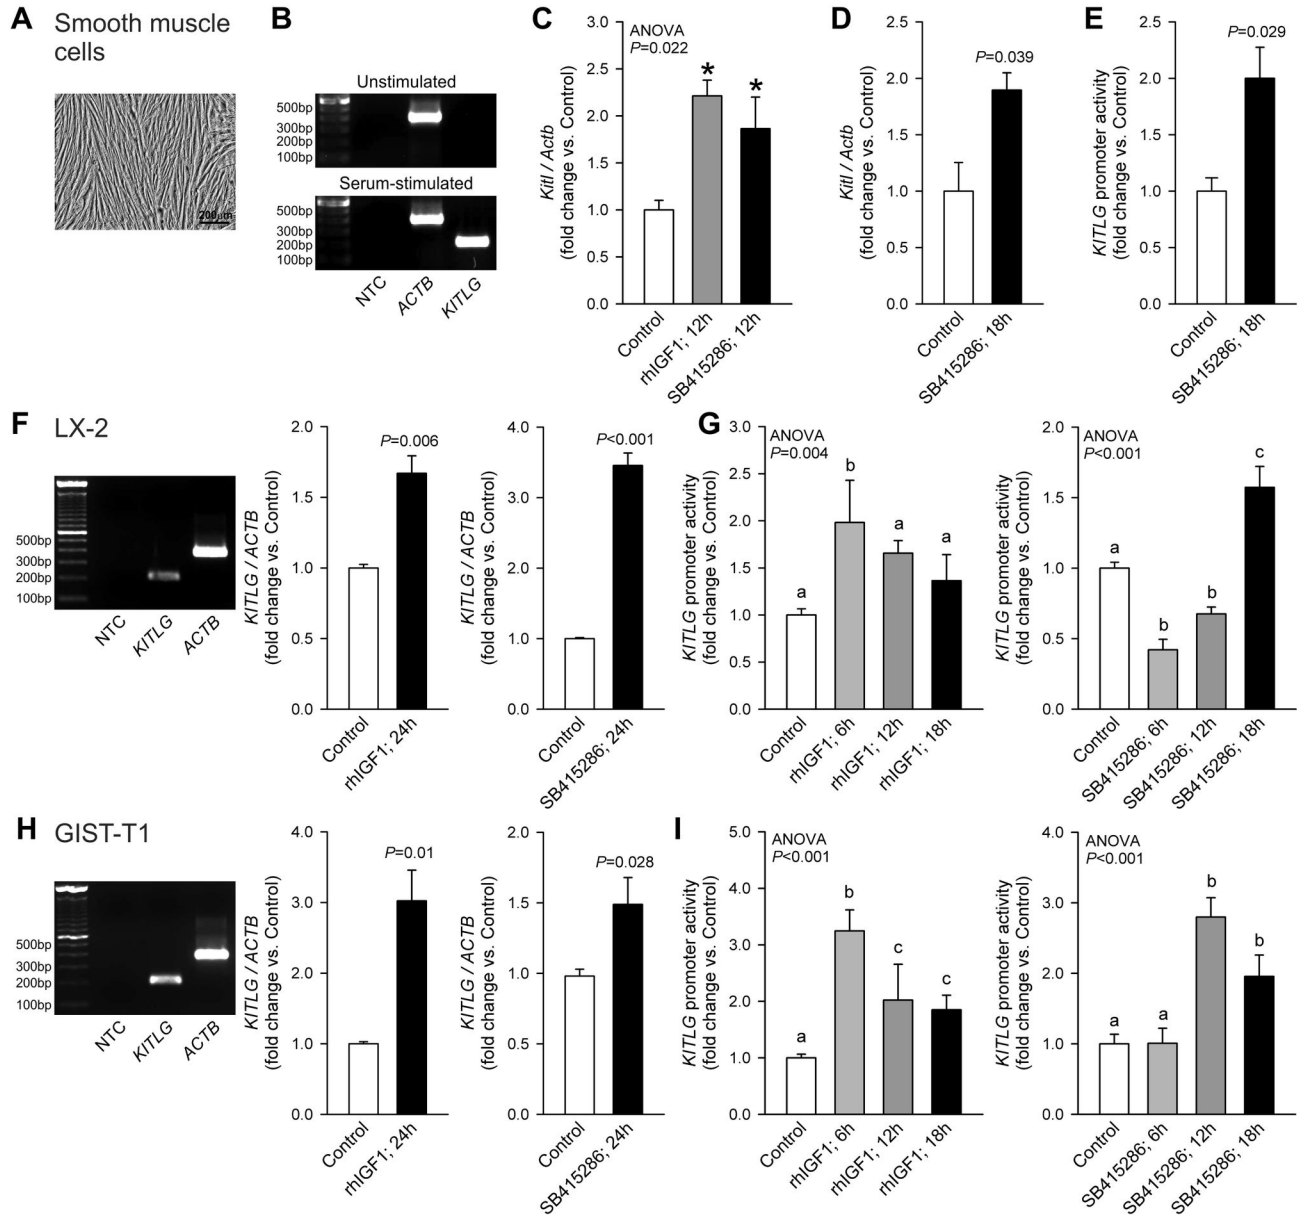 A
Smooth muscle
cells
200µm
B
Unstimulated
500bp
300bp
200bp
100bp
Serum-stimulated
500bp
300bp
200bp
100bp
NTC
ACTB
KITLG
C
Kitl / Actb
(fold change vs. Control)
3.0
2.5
2.0
1.5
1.0
0.5
0.0
ANOVA
P=0.022
*
*
Control
rhIGF1; 12h
SB415286; 12h
D
Kitl / Actb
(fold change vs. Control)
2.5
2.0
1.5
1.0
0.5
0.0
P=0.039
Control
SB415286; 18h
E
KITLG promoter activity
(fold change vs. Control)
2.5
2.0
1.5
1.0
0.5
0.0
P=0.029
Control
SB415286; 18h
F
LX-2
500bp
300bp
200bp
100bp
NTC
KITLG
ACTB
KITLG / ACTB
(fold change vs. Control)
2.0
1.5
1.0
0.5
0.0
P=0.006
Control
rhIGF1; 24h
KITLG / ACTB
(fold change vs. Control)
4.0
3.0
2.0
1.0
0.0
P<0.001
Control
SB415286; 24h
G
KITLG promoter activity
(fold change vs. Control)
3.0
2.5
2.0
1.5
1.0
0.5
0.0
ANOVA
P=0.004
a
b
a
a
Control
rhIGF1; 6h
rhIGF1; 12h
rhIGF1; 18h
KITLG promoter activity
(fold change vs. Control)
2.0
1.5
1.0
0.5
0.0
ANOVA
P<0.001
a
b
b
c
Control
SB415286; 6h
SB415286; 12h
SB415286; 18h
H
GIST-T1
500bp
300bp
200bp
100bp
NTC
KITLG
ACTB
KITLG / ACTB
(fold change vs. Control)
4.0
3.0
2.0
1.0
0.0
P=0.01
Control
rhIGF1; 24h
KITLG / ACTB
(fold change vs. Control)
2.0
1.5
1.0
0.5
0.0
P=0.028
Control
SB415286; 24h
I
KITLG promoter activity
(fold change vs. Control)
5.0
4.0
3.0
2.0
1.0
0.0
ANOVA
P<0.001
a
b
c
c
Control
rhIGF1; 6h
rhIGF1; 12h
rhIGF1; 18h
KITLG promoter activity
(fold change vs. Control)
4.0
3.0
2.0
1.0
0.0
ANOVA
P<0.001
a
a
b
b
Control
SB415286; 6h
SB415286; 12h
SB415286; 18h